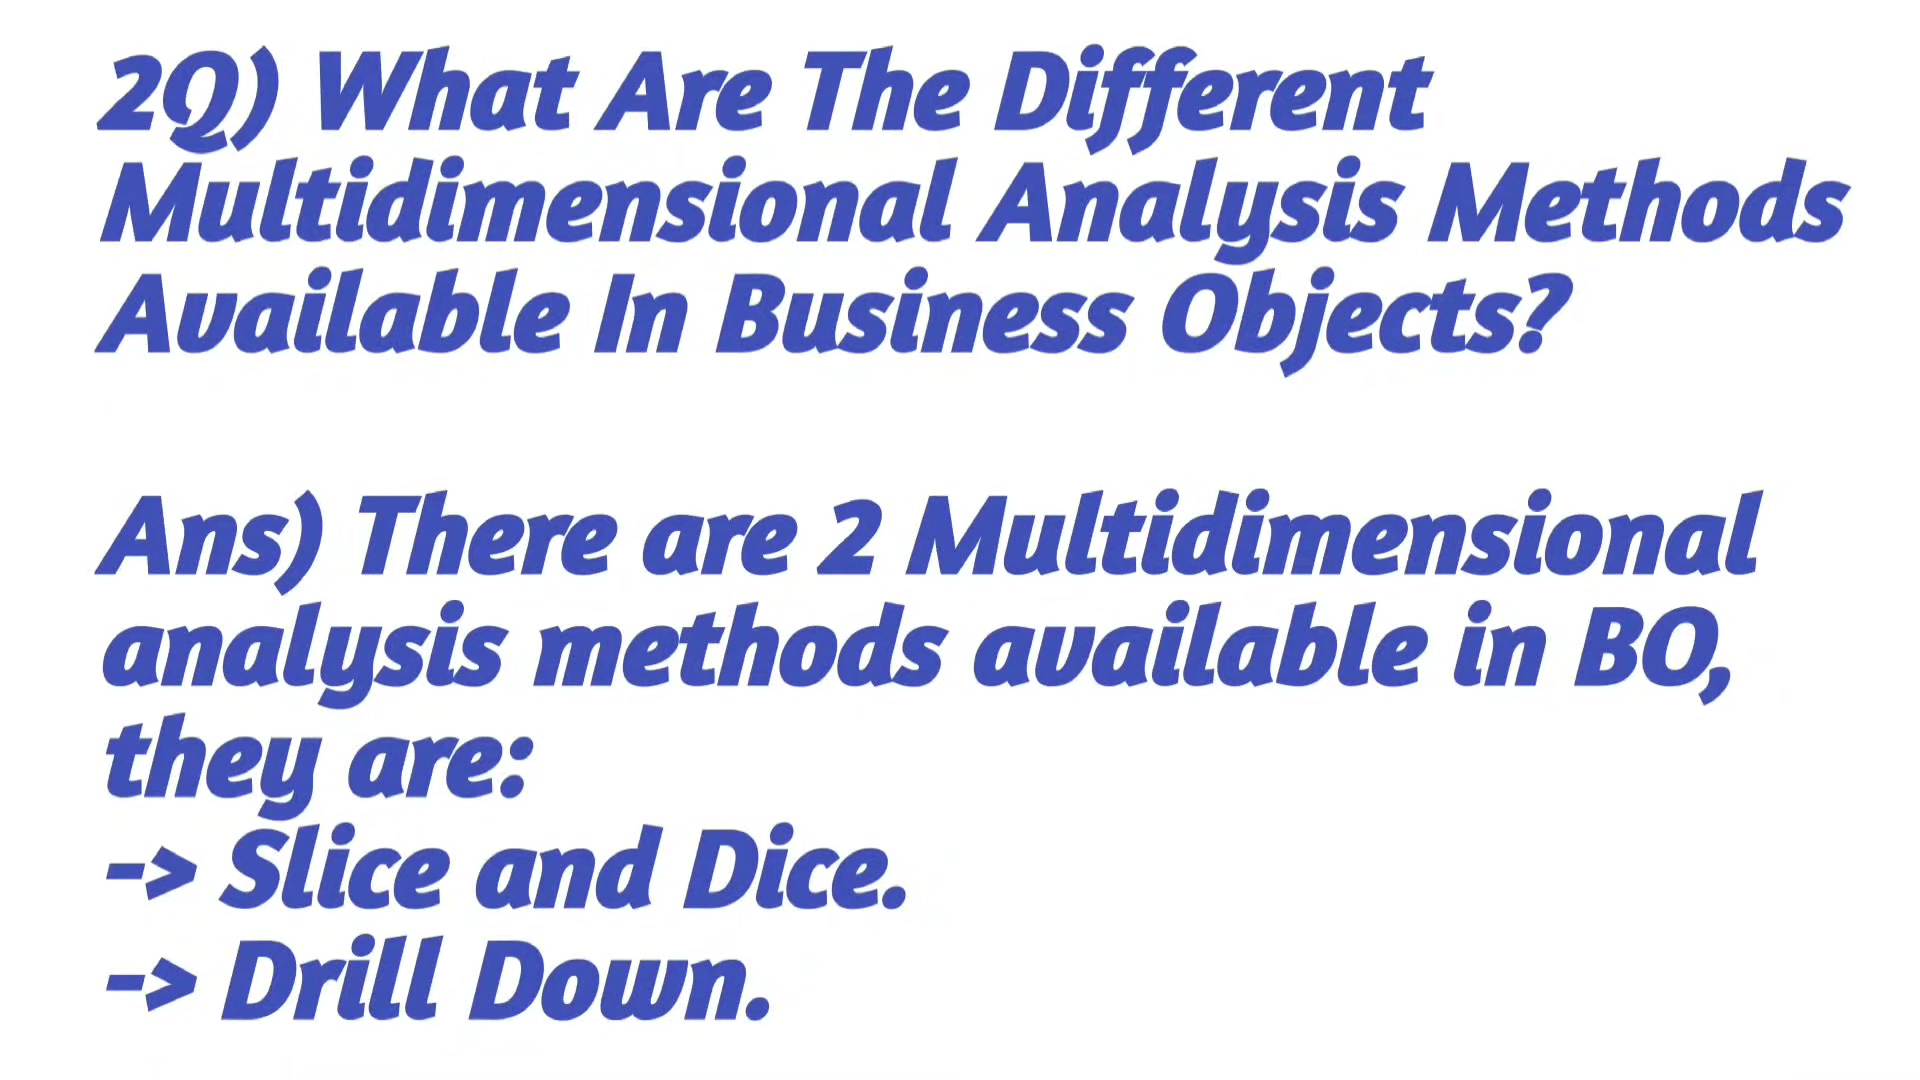 2Q) What Are The Different
Multidimensional Analysis Methods
Available In Business Objects?
Ans) There are 2 Multidimensional
analysis methods available in BO,
they are:
-> Slice and Dice.
-> Drill Down.